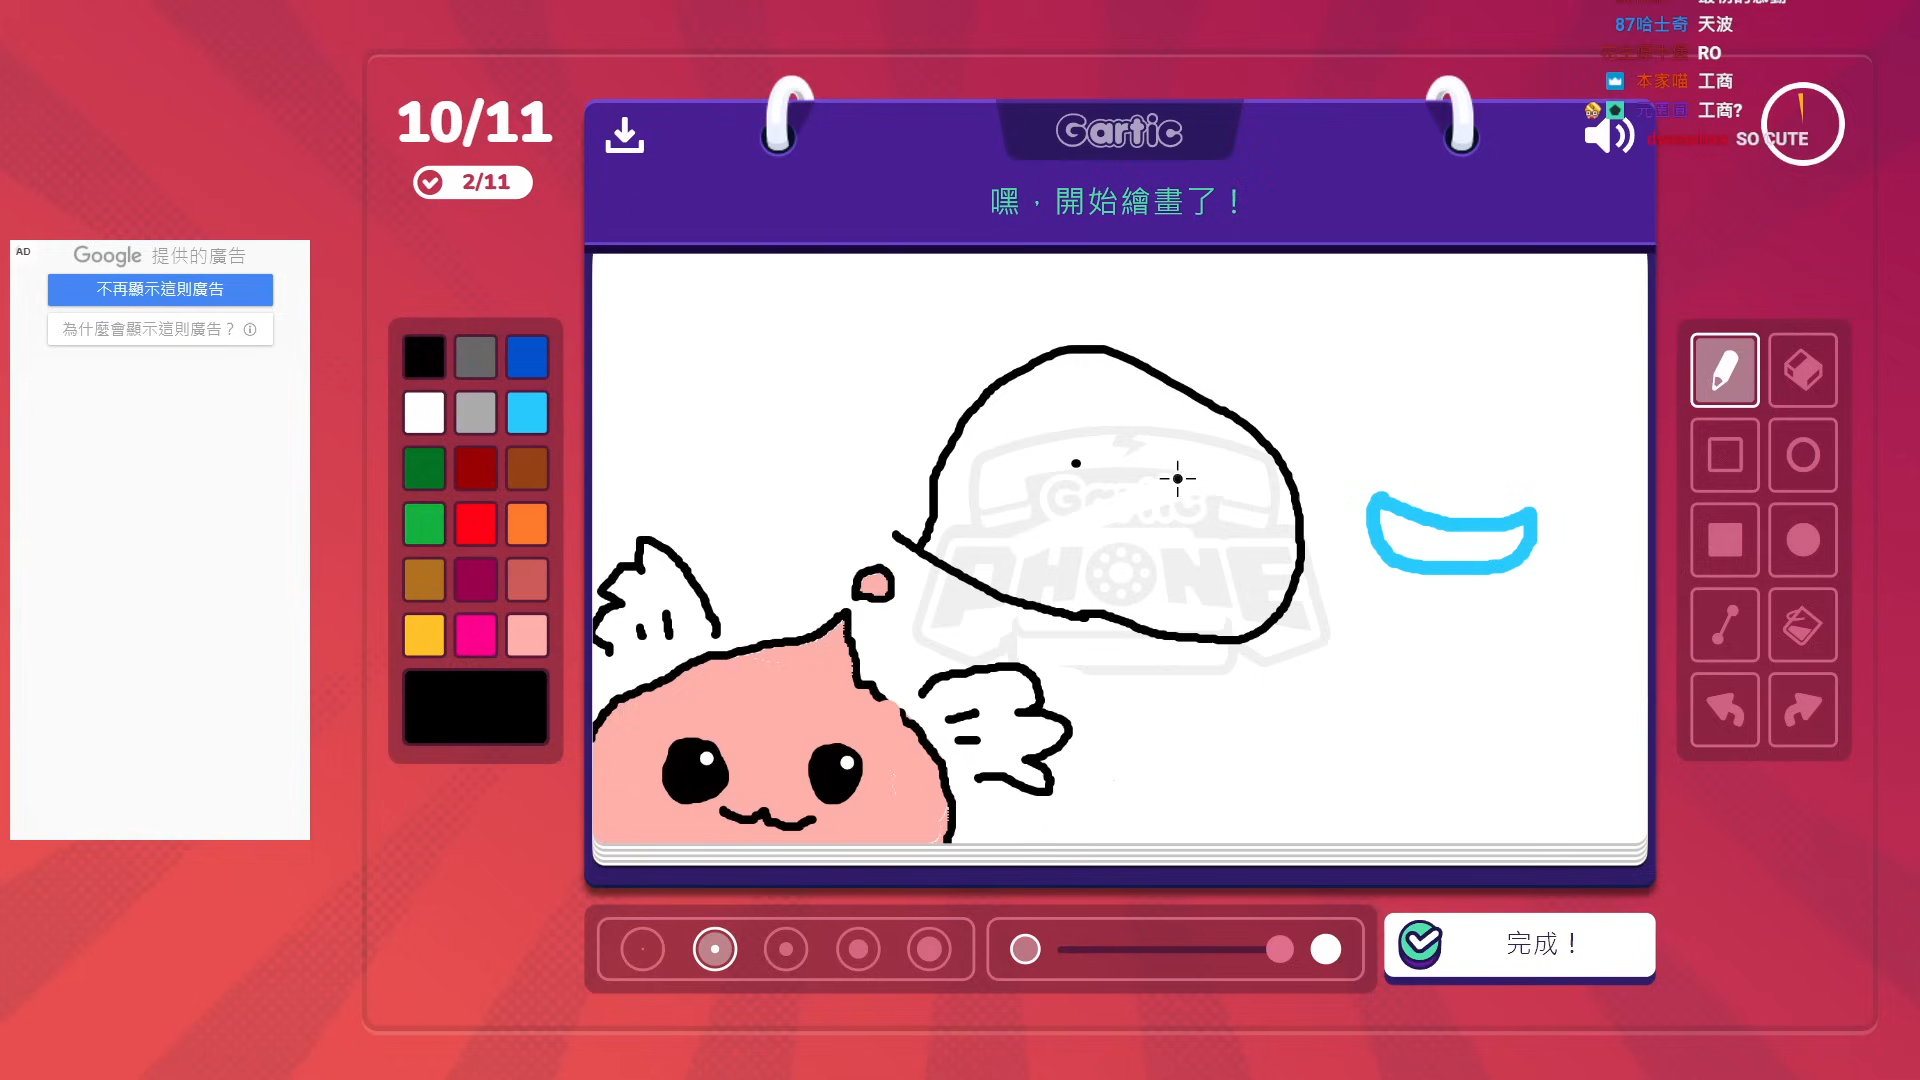 87哈士奇 天波
RO
本家喵 工商
工商?
SO CUTE
10/11
2/11
Gartic
嘿，開始繪畫了！
AD
Google 提供的廣告
不再顯示這則廣告
為什麼會顯示這則廣告？
Gartic
PHONE
完成！